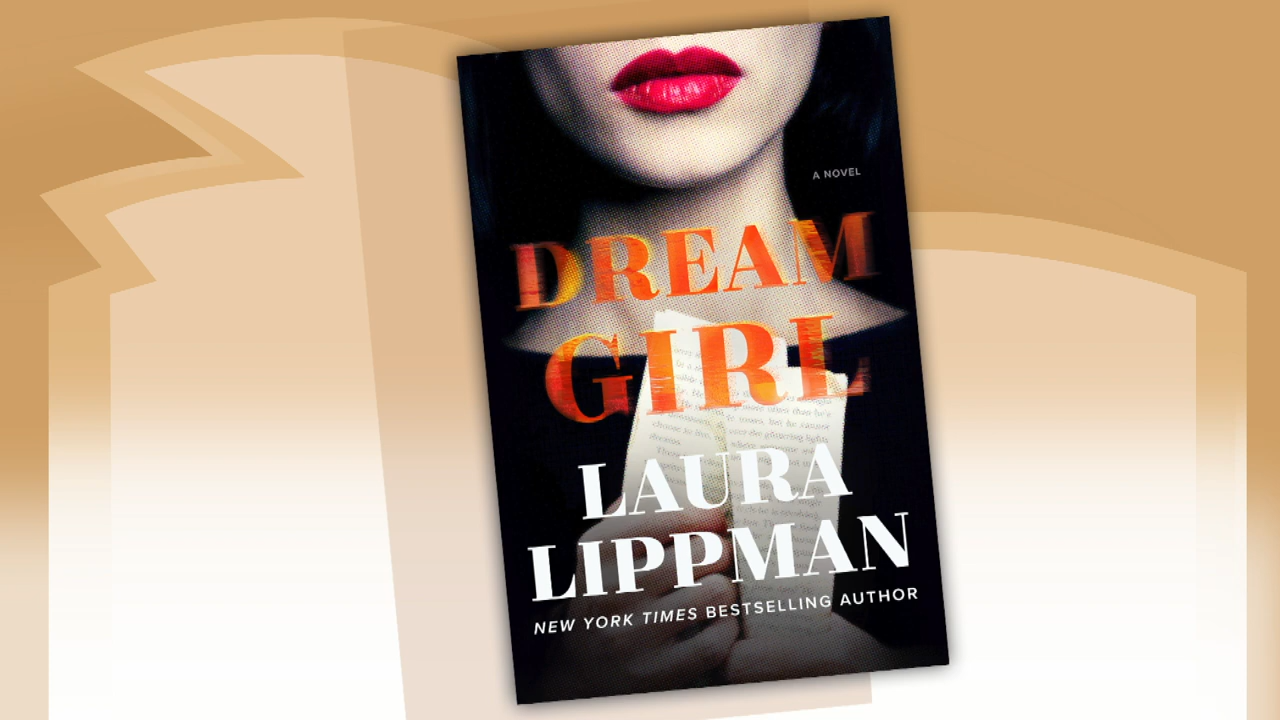 A NOVEL
DREAM
GIRL
LAURA
LIPPMAN
NEW YORK TIMES BESTSELLING AUTHOR